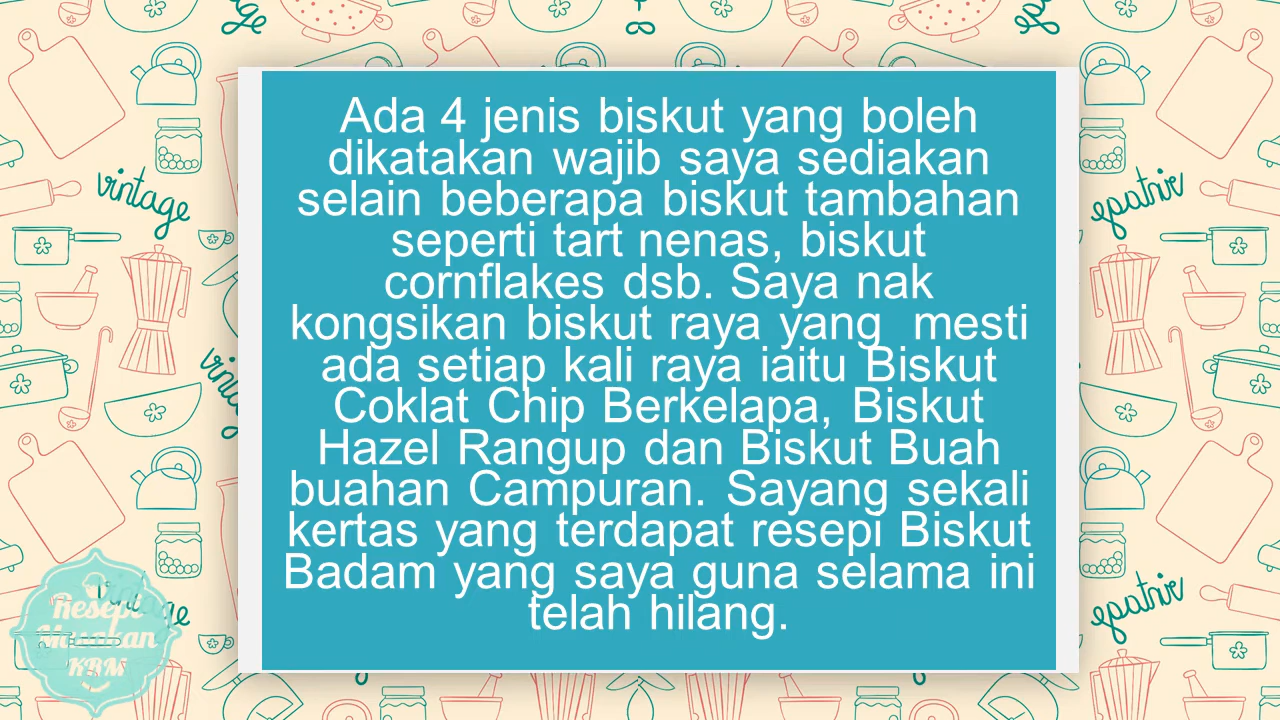 Ada 4 jenis biskut yang boleh
dikatakan wajib saya sediakan
selain beberapa biskut tambahan
seperti tart nenas, biskut
cornflakes dsb. Saya nak
kongsikan biskut raya yang  mesti
ada setiap kali raya iaitu Biskut
Coklat Chip Berkelapa, Biskut
Hazel Rangup dan Biskut Buah
buahan Campuran. Sayang sekali
kertas yang terdapat resepi Biskut
Badam yang saya guna selama ini
telah hilang.
vintage
vintage
Resepi
Masakan
KBM